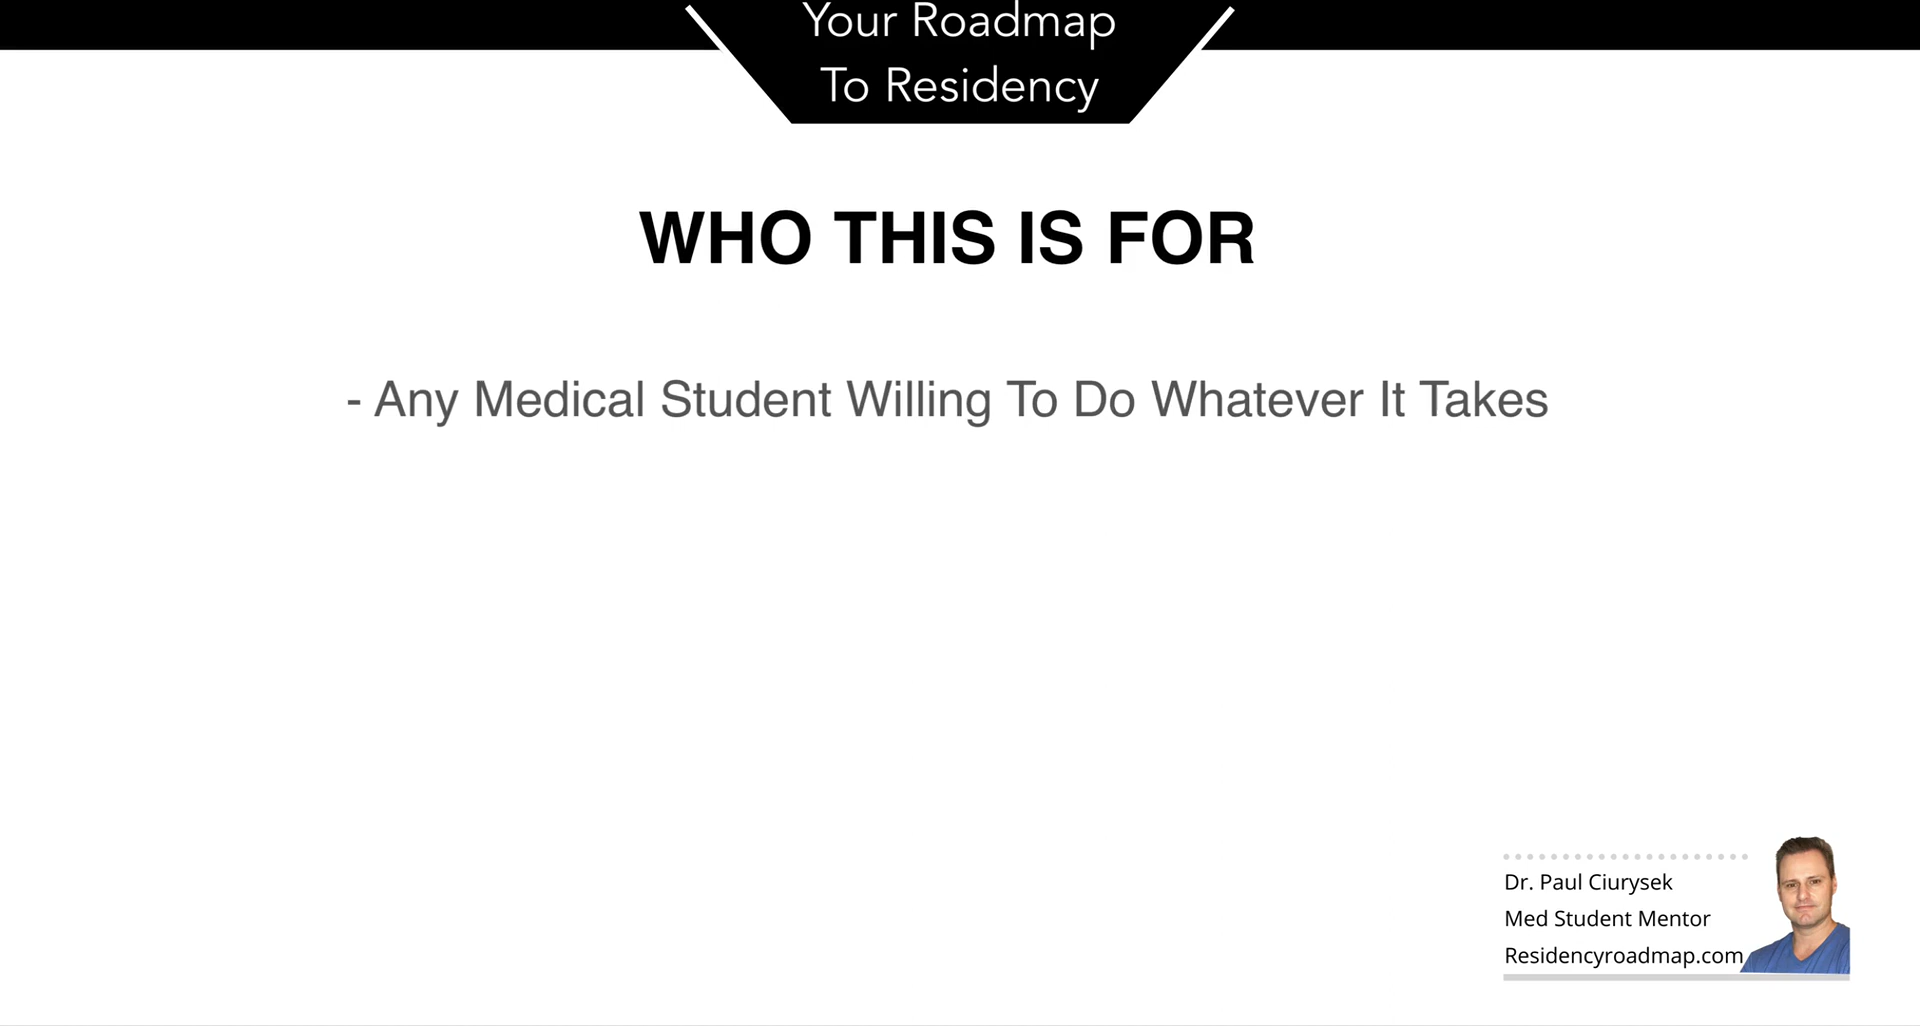 Your Roadmap
To Residency
WHO THIS IS FOR
- Any Medical Student Willing To Do Whatever It Takes
Dr. Paul Ciurysek
Med Student Mentor
Residencyroadmap.com